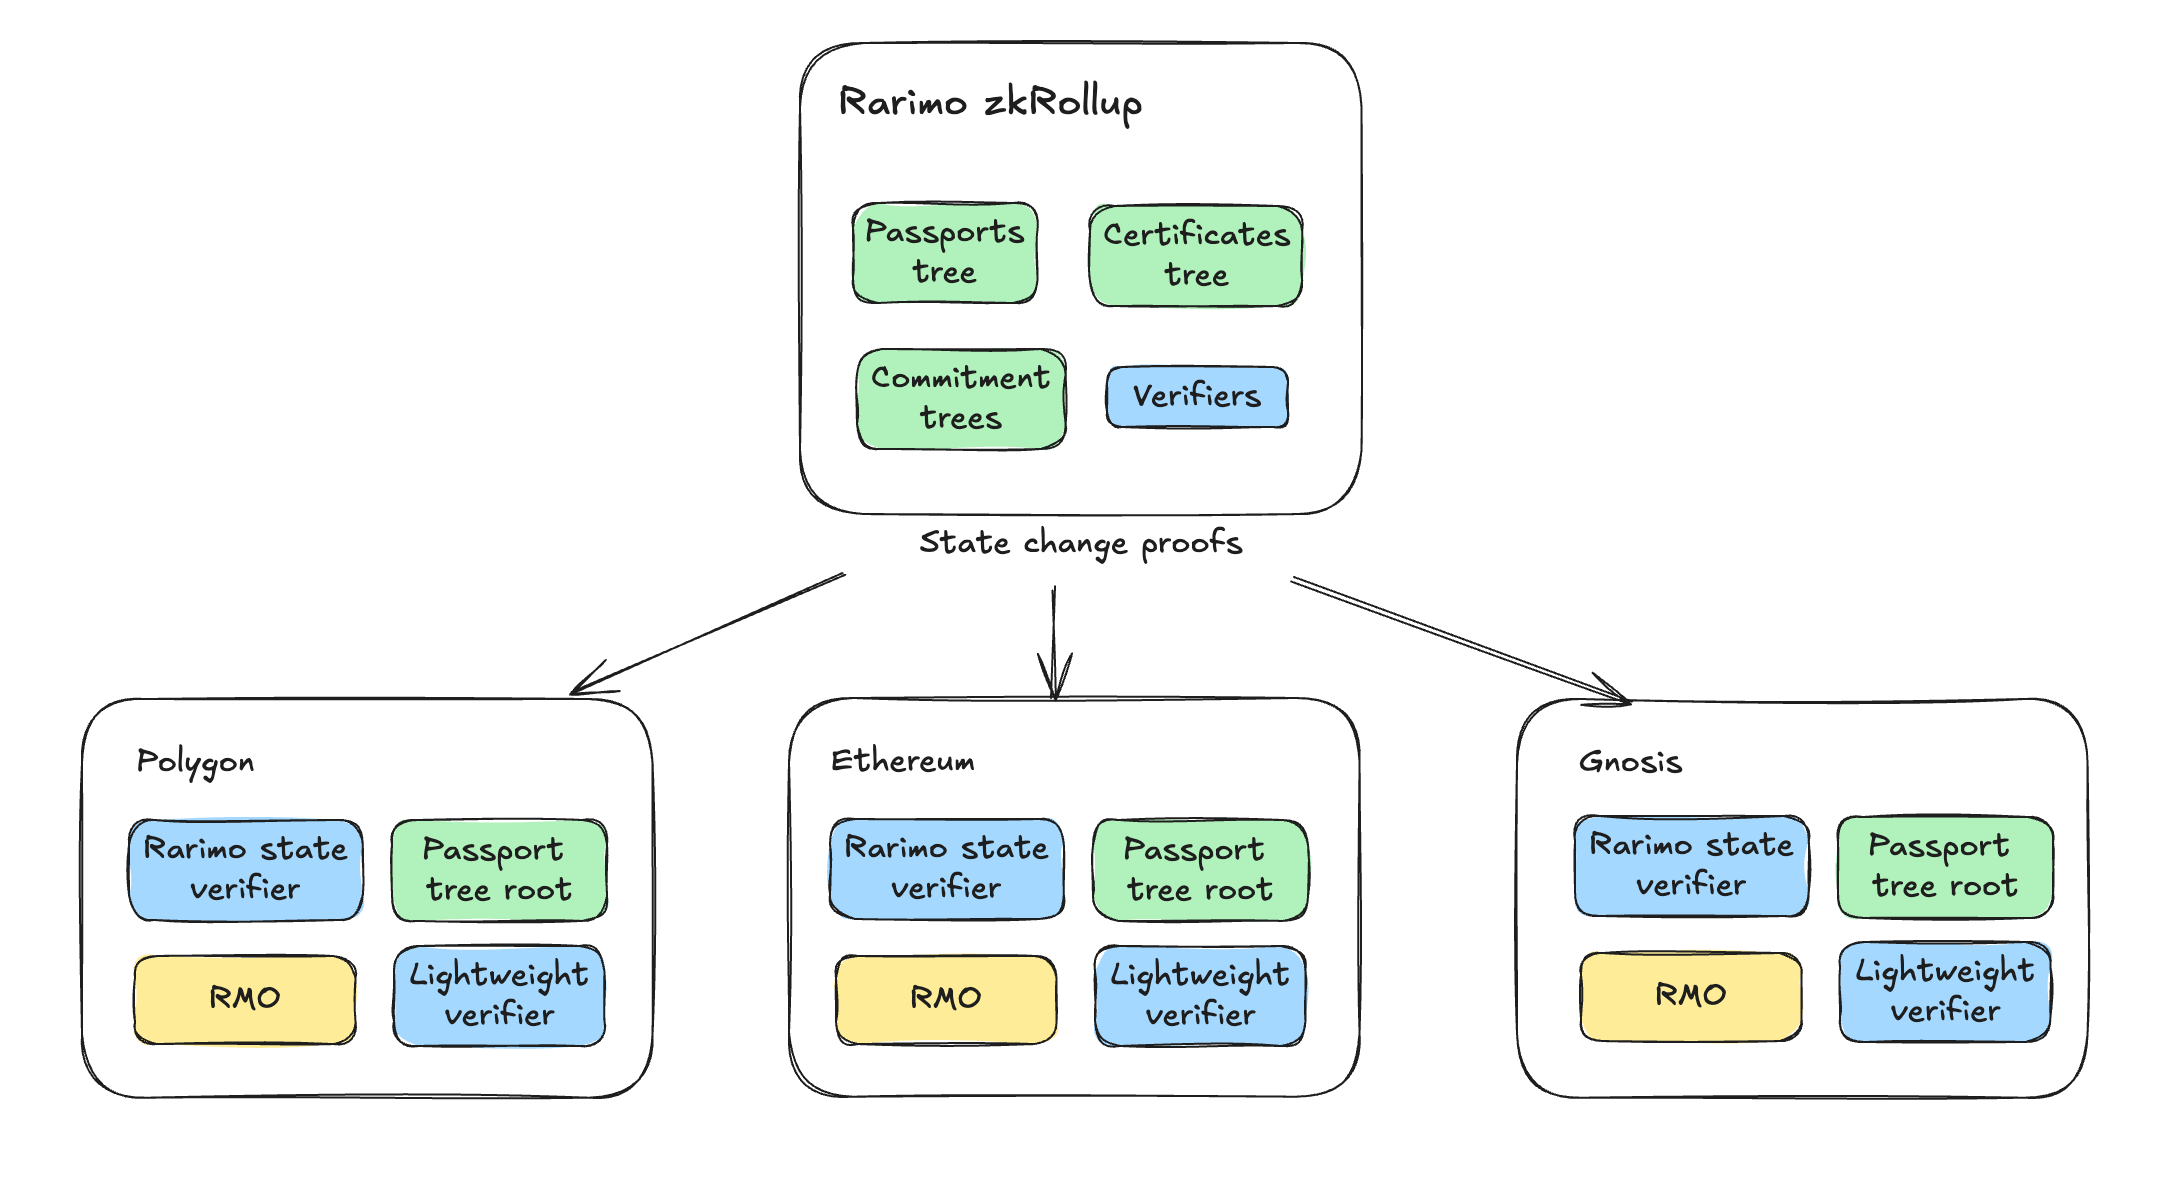 Rarimo zkRollup
Passports
tree
Certificates
tree
Commitment
trees
Verifiers
State change proofs
Polygon
Rarimo state
verifier
Passport
tree root
RMO
Lightweight
verifier
Ethereum
Rarimo state
verifier
Passport
tree root
RMO
Lightweight
verifier
Gnosis
Rarimo state
verifier
Passport
tree root
RMO
Lightweight
verifier